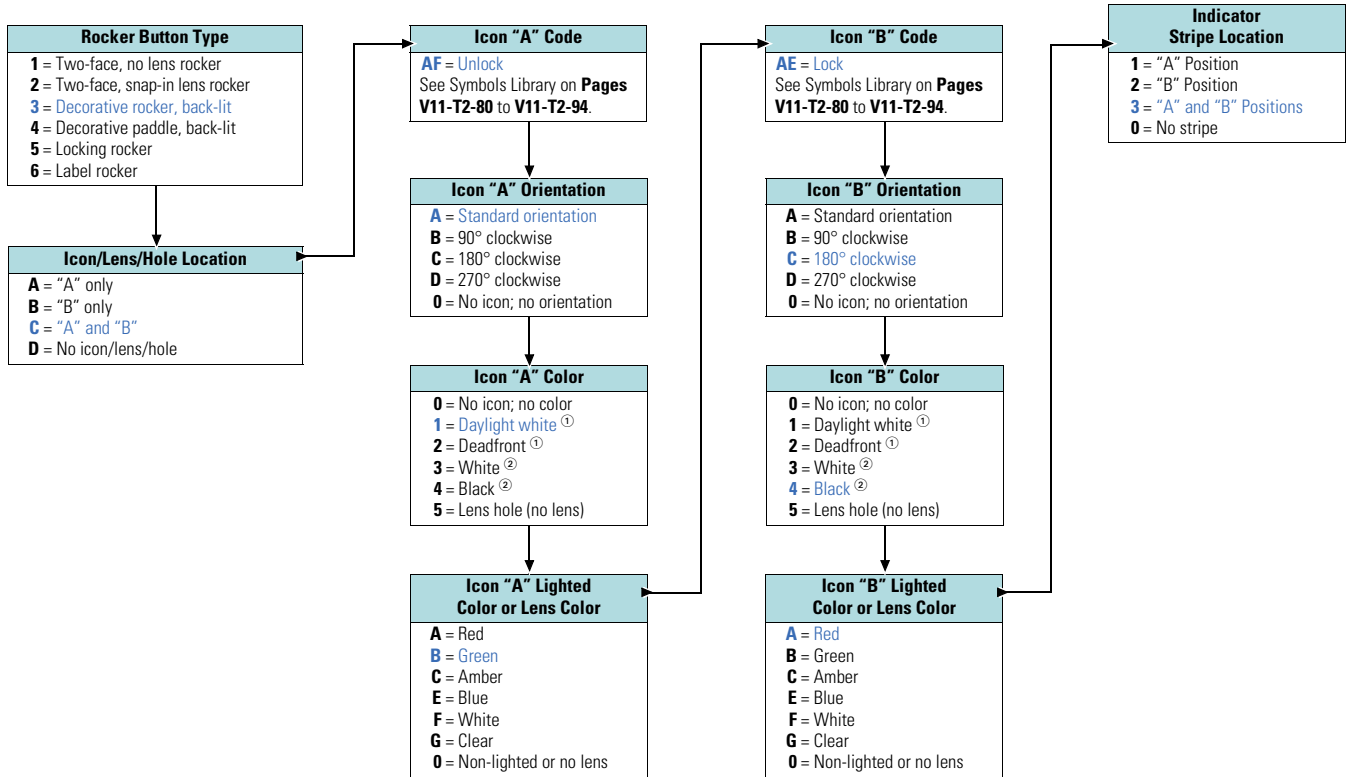 Rocker Button Type
1 = Two-face, no lens rocker
2 = Two-face, snap-in lens rocker
3 = Decorative rocker, back-lit
4 = Decorative paddle, back-lit
5 = Locking rocker
6 = Label rocker
Icon/Lens/Hole Location
A = “A” only
B = “B” only
C = “A” and “B”
D = No icon/lens/hole
Icon “A” Code
AF = Unlock
See Symbols Library on Pages
V11-T2-80 to V11-T2-94.
Icon “A” Orientation
A = Standard orientation
B = 90° clockwise
C = 180° clockwise
D = 270° clockwise
0 = No icon; no orientation
Icon “A” Color
0 = No icon; no color
1 = Daylight white ①
2 = Deadfront ①
3 = White ②
4 = Black ②
5 = Lens hole (no lens)
Icon “A” Lighted
Color or Lens Color
A = Red
B = Green
C = Amber
E = Blue
F = White
G = Clear
0 = Non-lighted or no lens
Icon “B” Code
AE = Lock
See Symbols Library on Pages
V11-T2-80 to V11-T2-94.
Icon “B” Orientation
A = Standard orientation
B = 90° clockwise
C = 180° clockwise
D = 270° clockwise
0 = No icon; no orientation
Icon “B” Color
0 = No icon; no color
1 = Daylight white ①
2 = Deadfront ①
3 = White ②
4 = Black ②
5 = Lens hole (no lens)
Icon “B” Lighted
Color or Lens Color
A = Red
B = Green
C = Amber
E = Blue
F = White
G = Clear
0 = Non-lighted or no lens
Indicator
Stripe Location
1 = “A” Position
2 = “B” Position
3 = “A” and “B” Positions
0 = No stripe